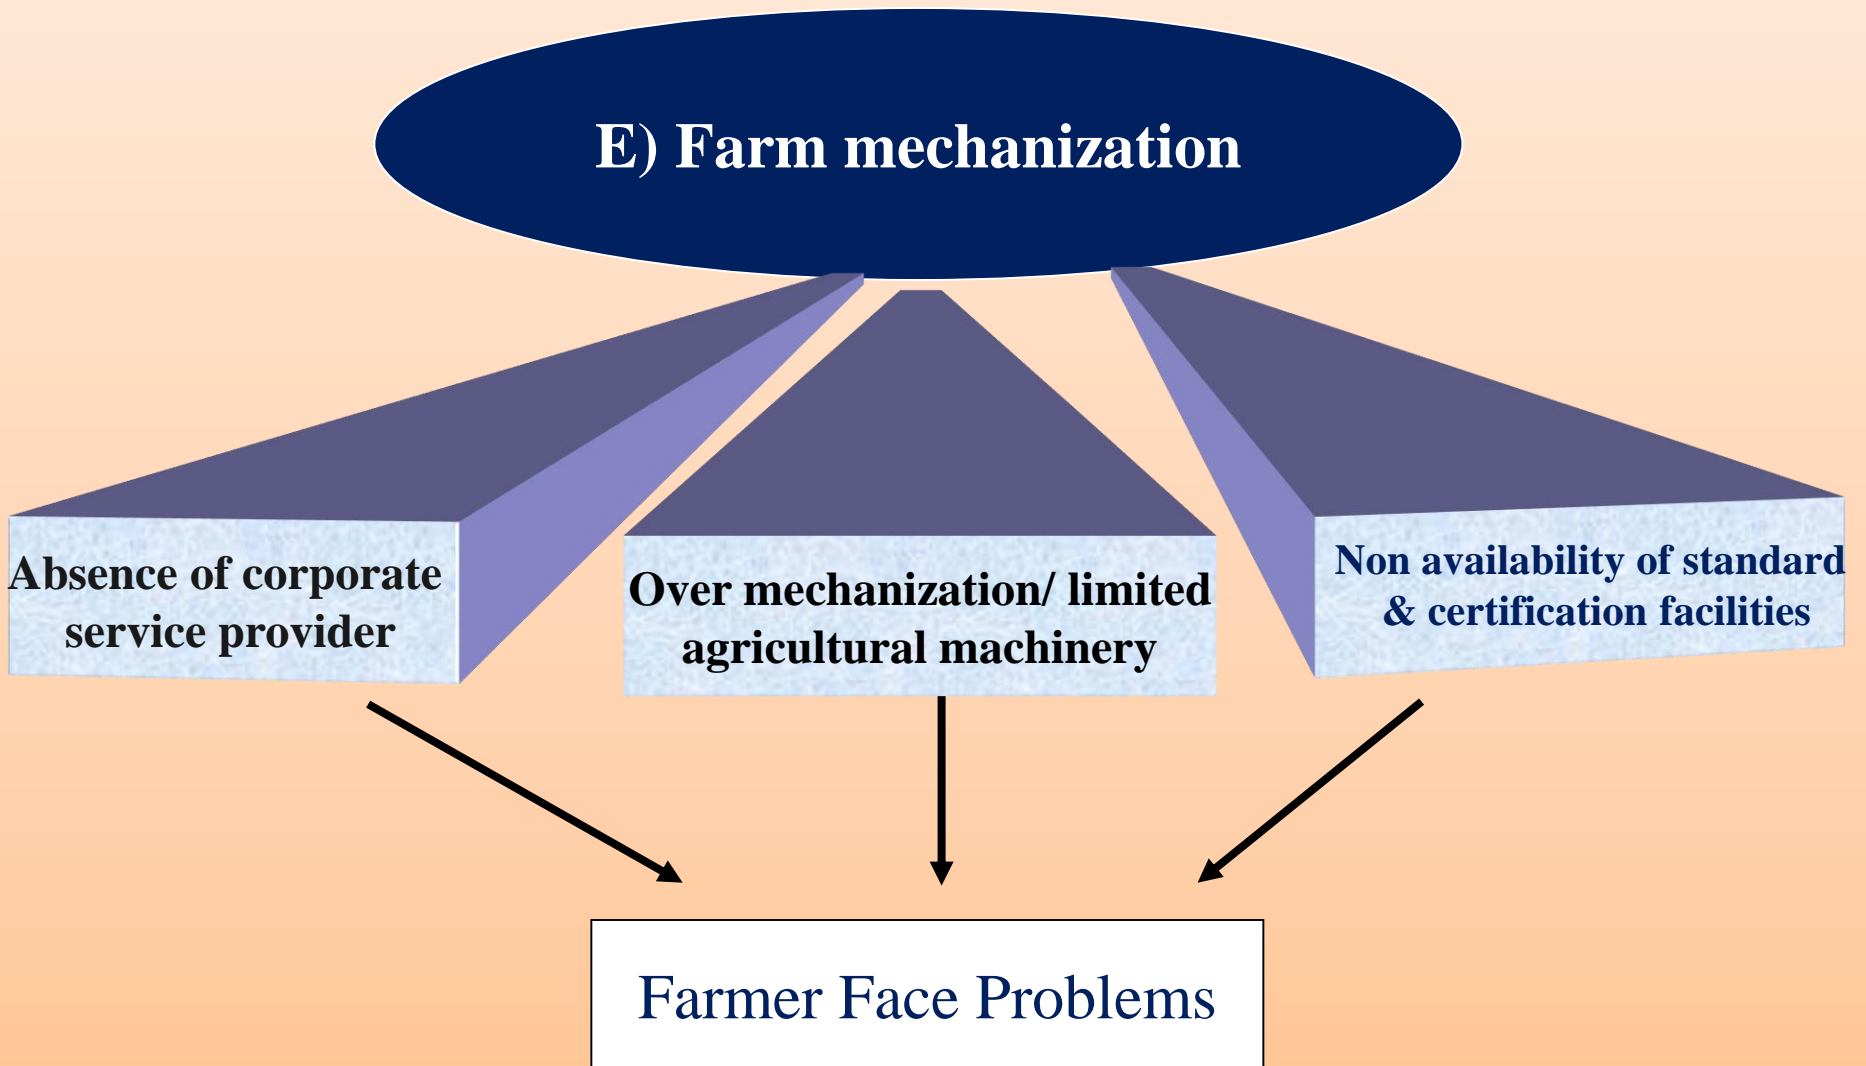 E) Farm mechanization
Absence of corporate
service provider
Over mechanization/ limited
agricultural machinery
Non availability of standard
& certification facilities
Farmer Face Problems